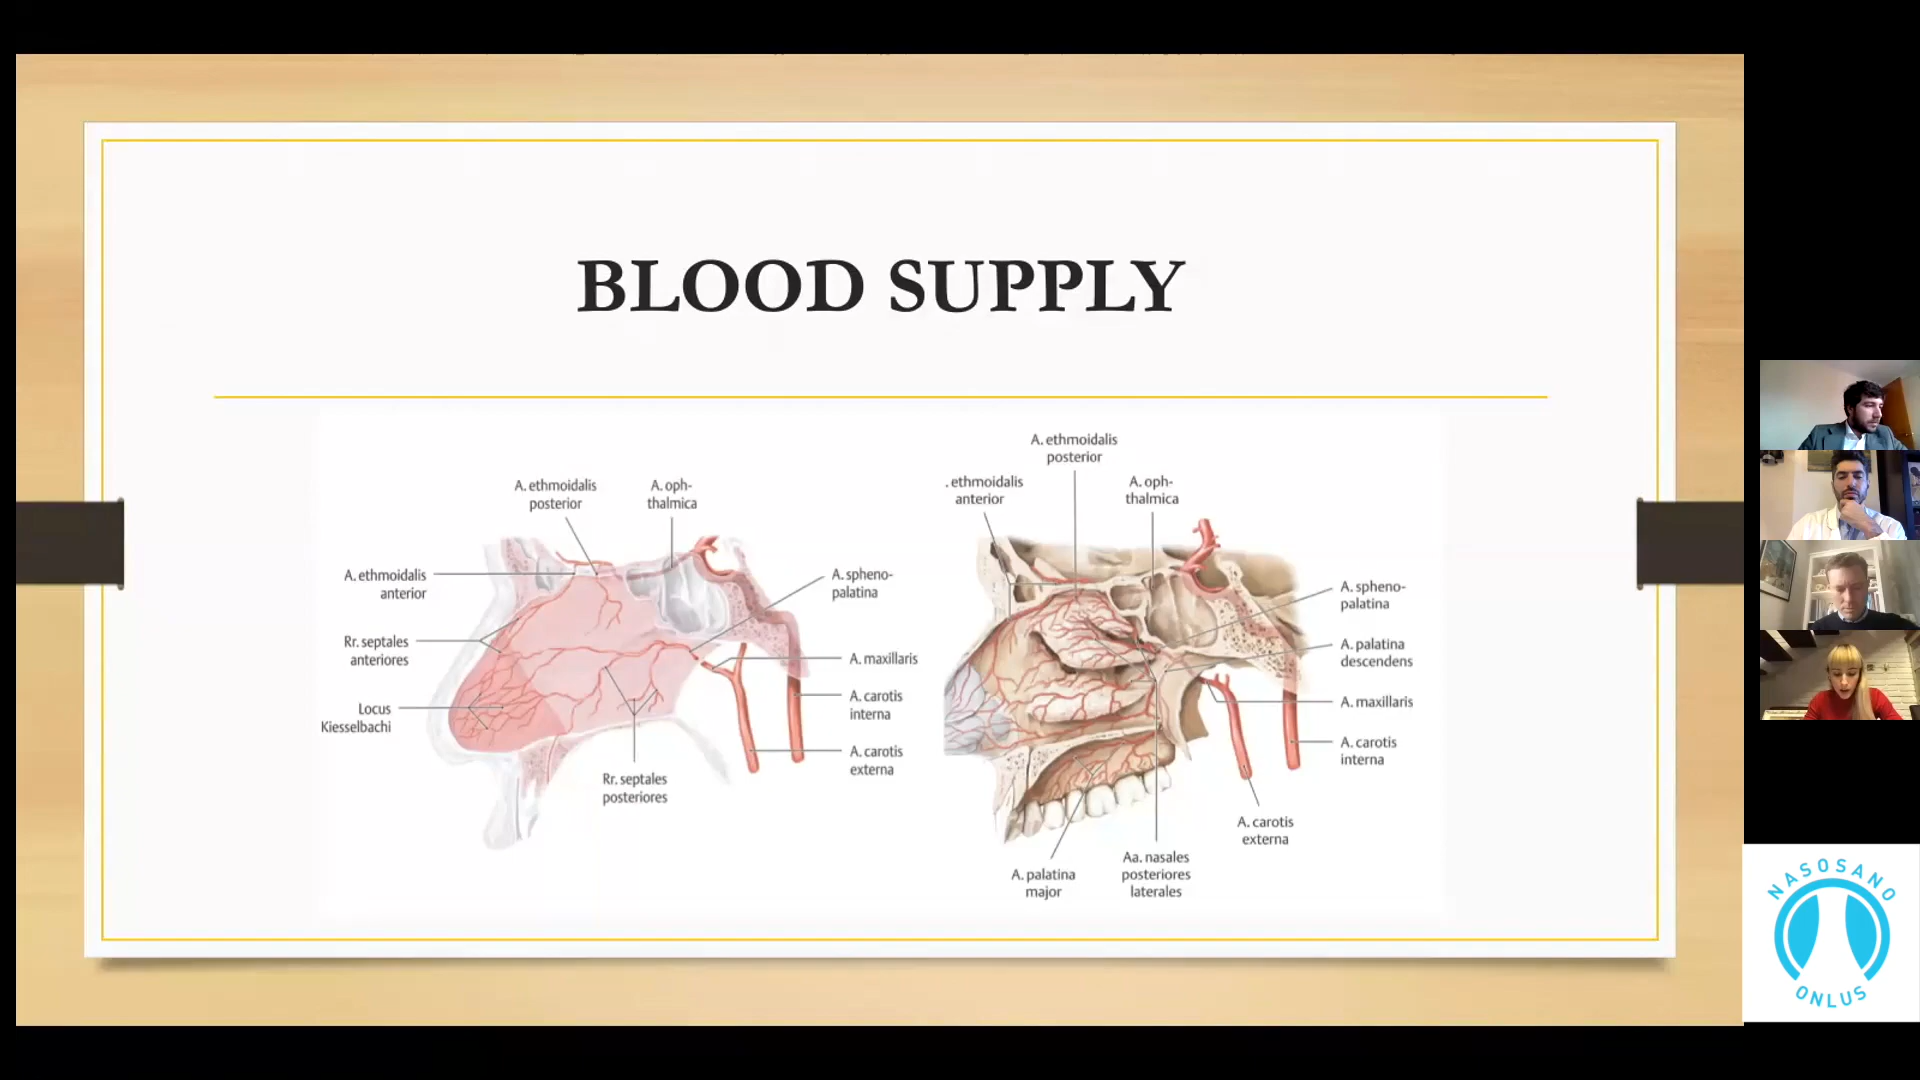 BLOOD SUPPLY
A. ethmoidalis
posterior
A. oph-
thalmica
A. ethmoidalis
anterior
A. spheno-
palatina
Rr. septales
anteriores
A. maxillaris
Locus
Kiesselbachi
A. carotis
interna
A. carotis
externa
Rr. septales
posteriores
A. ethmoidalis
posterior
. ethmoidalis
anterior
A. oph-
thalmica
A. spheno-
palatina
A. palatina
descendens
A. maxillaris
A. carotis
interna
A. carotis
externa
A. palatina
major
Aa. nasales
posteriores
laterales
NASOSANO
ONLUS